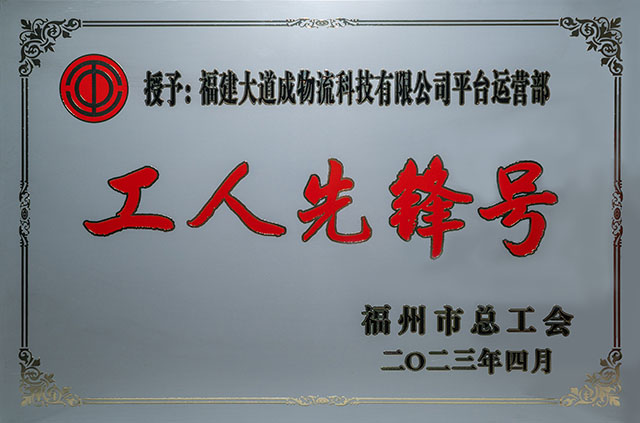 授予：福建大道成物流科技有限公司平台运营部
工人先锋号
福州市总工会
二〇二三年四月